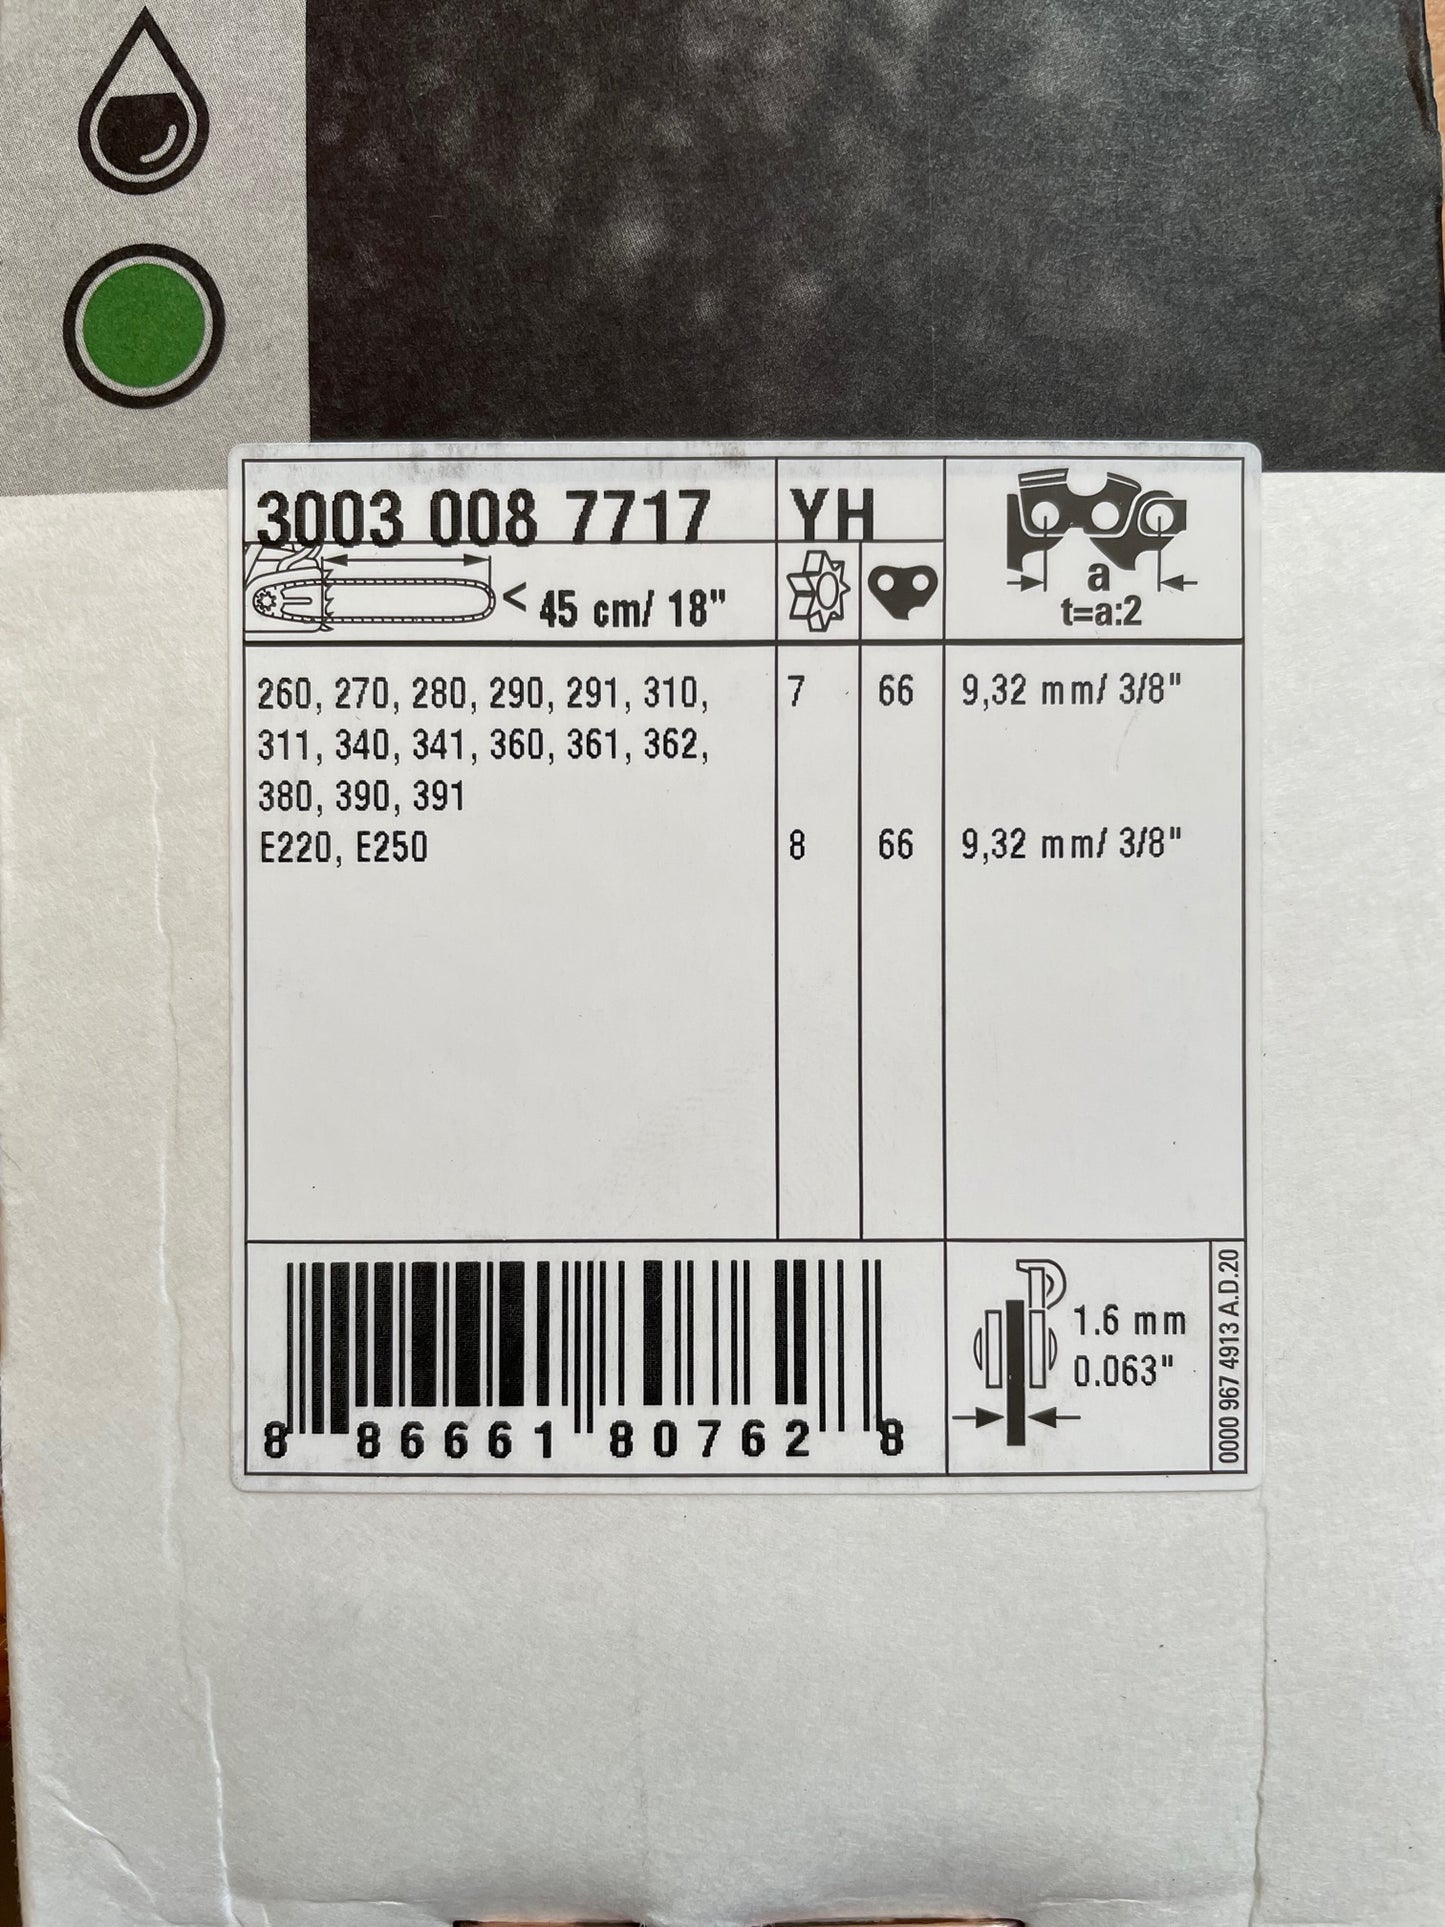 3003 008 7717 YH
a
t=a:2
< 45 cm/ 18"
260, 270, 280, 290, 291, 310, 7 66 9,32 mm/ 3/8"
311, 340, 341, 360, 361, 362,
380, 390, 391
E220, E250 8 66 9,32 mm/ 3/8"
1.6 mm
0.063"
0000 967 4913 A.D.20
8 86661 80762 8